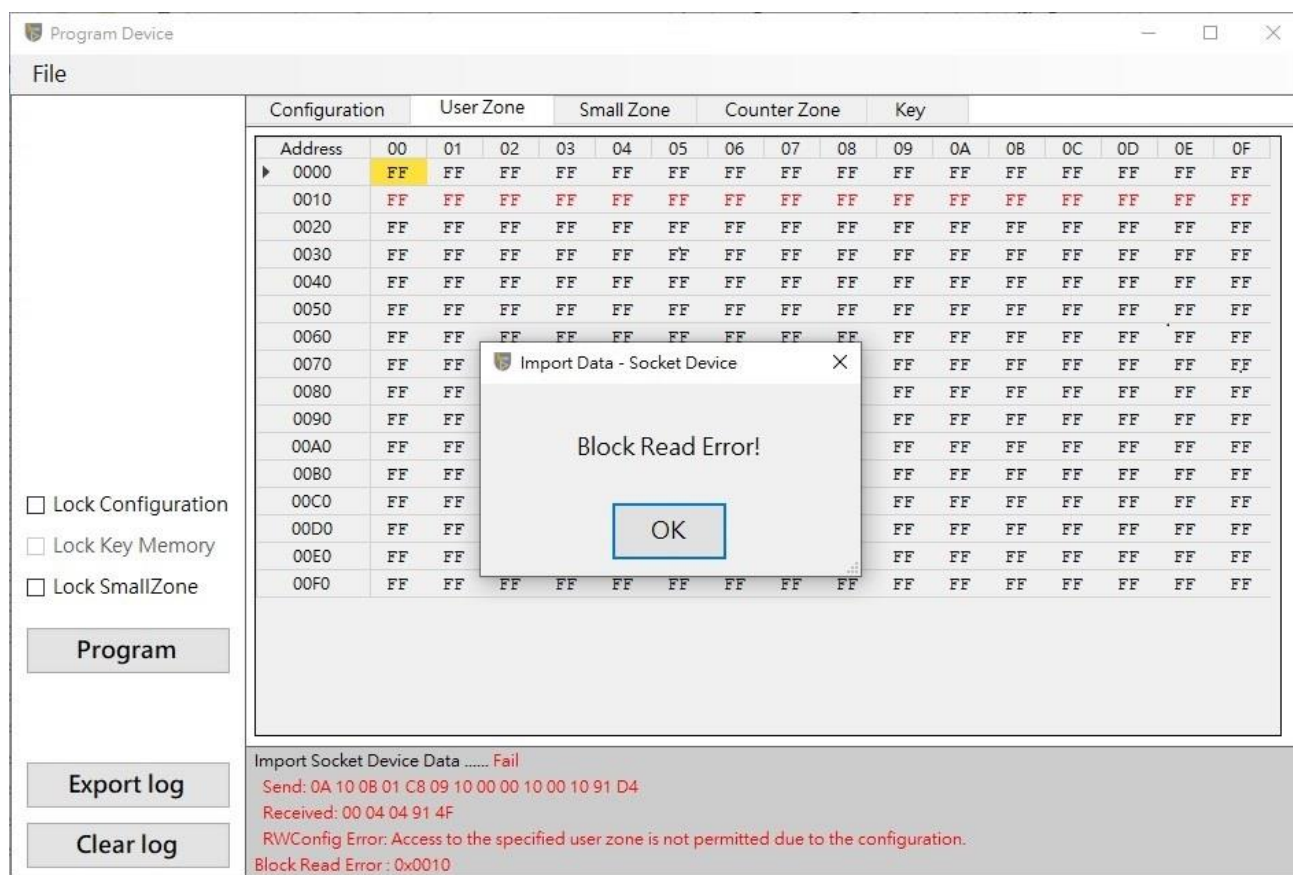 Program Device
File
Configuration User Zone Small Zone Counter Zone Key
Address 00 01 02 03 04 05 06 07 08 09 0A 0B 0C 0D 0E 0F
0000 FF FF FF FF FF FF FF FF FF FF FF FF FF FF FF FF
0010 FF FF FF FF FF FF FF FF FF FF FF FF FF FF FF FF
0020 FF FF FF FF FF FF FF FF FF FF FF FF FF FF FF FF
0030 FF FF FF FF FF FF FF FF FF FF FF FF FF FF FF FF
0040 FF FF FF FF FF FF FF FF FF FF FF FF FF FF FF FF
0050 FF FF FF FF FF FF FF FF FF FF FF FF FF FF FF FF
0060 FF FF FF FF FF FF FF FF FF FF FF FF FF FF FF FF
0070 FF FF FF FF FF FF FF FF FF
0080 FF FF FF FF FF FF FF FF FF
0090 FF FF FF FF FF FF FF FF FF
00A0 FF FF FF FF FF FF FF FF FF
00B0 FF FF FF FF FF FF FF FF FF
00C0 FF FF FF FF FF FF FF FF FF
00D0 FF FF FF FF FF FF FF FF FF
00E0 FF FF FF FF FF FF FF FF FF
00F0 FF FF FF FF FF FF FF FF FF FF FF FF FF FF FF FF
Import Data - Socket Device
Block Read Error!
OK
Lock Configuration
Lock Key Memory
Lock SmallZone
Program
Export log
Clear log
Import Socket Device Data ...... Fail
Send: 0A 10 0B 01 C8 09 10 00 00 10 00 10 91 D4
Received: 00 04 04 91 4F
RWConfig Error: Access to the specified user zone is not permitted due to the configuration.
Block Read Error : 0x0010